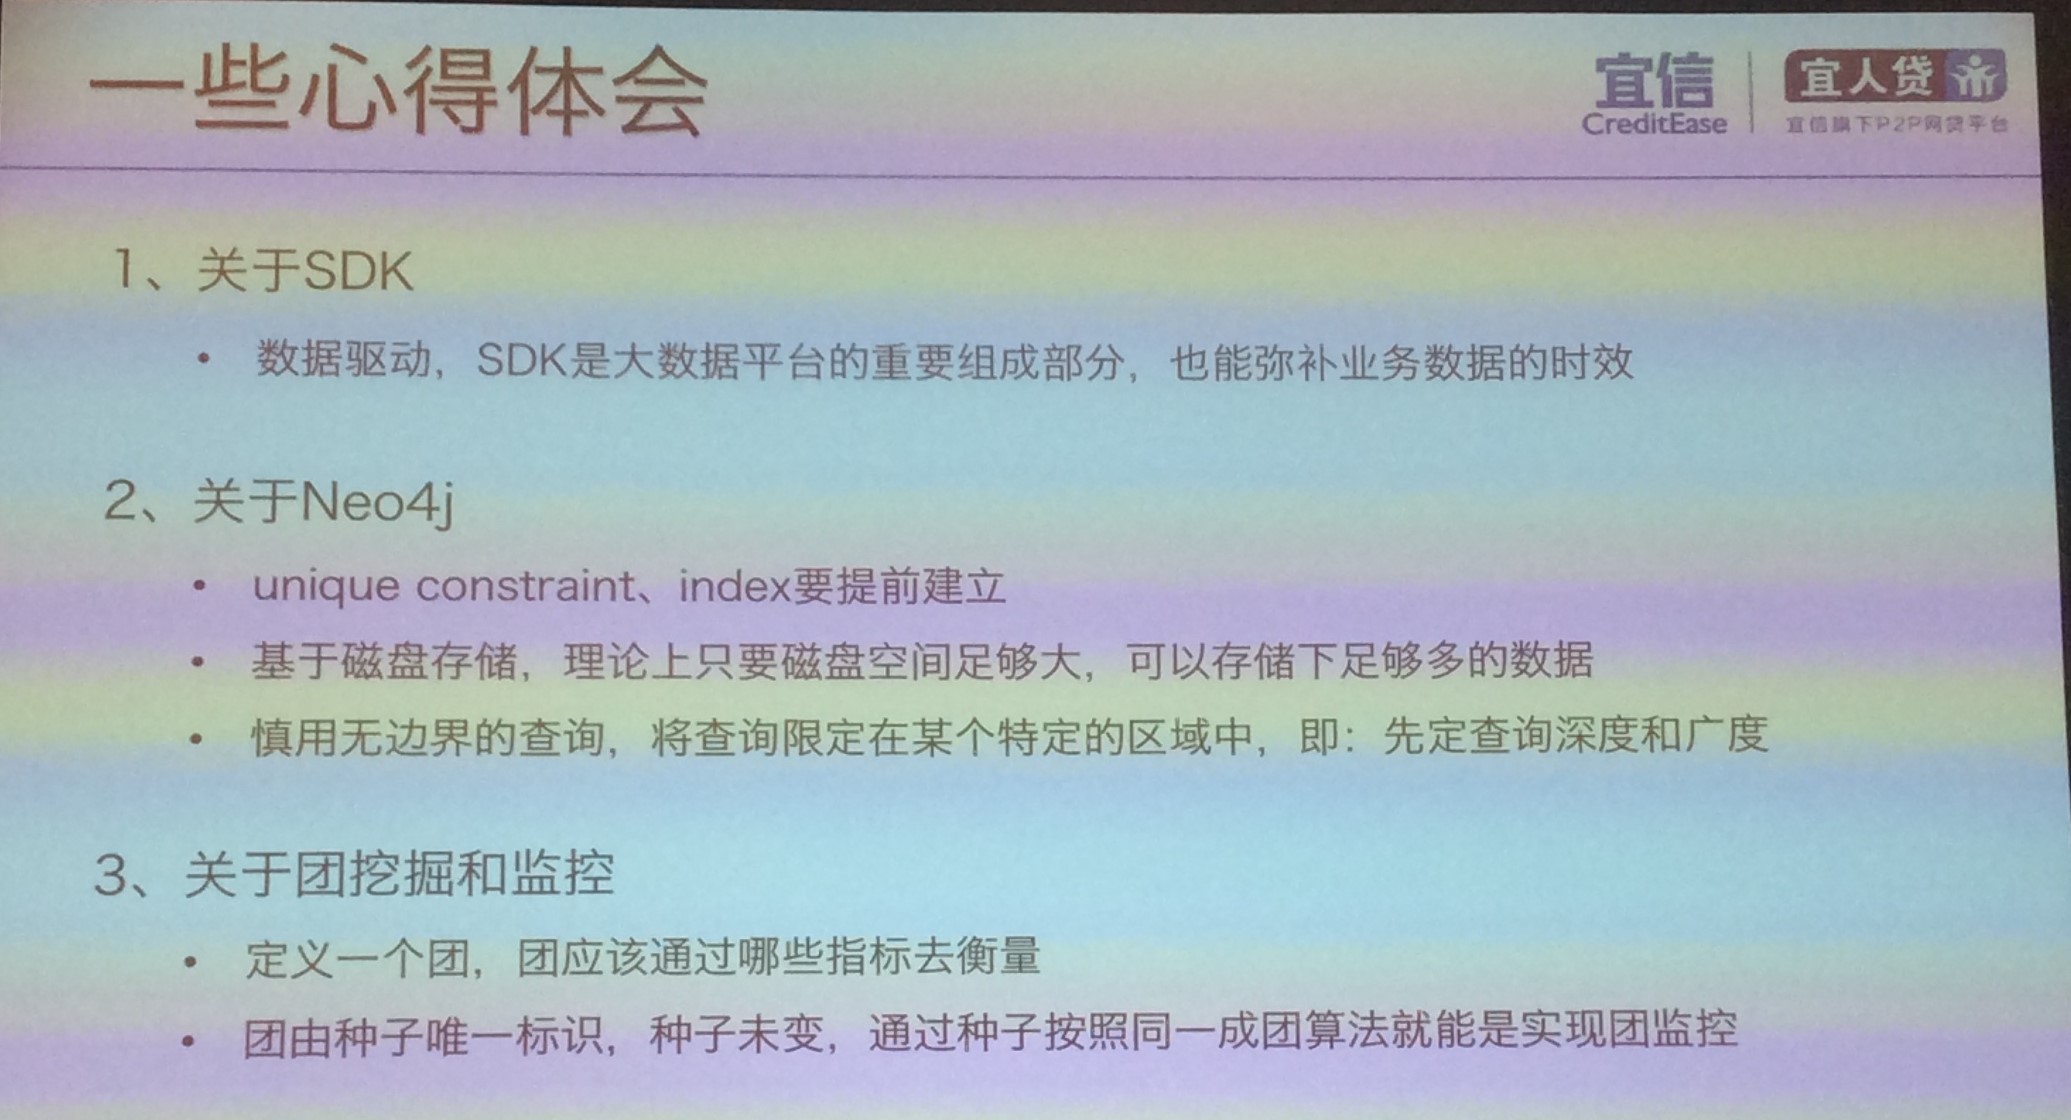 一些心得体会
宜信
CreditEase
宜人贷
宜信旗下P2P网贷平台
1、关于SDK
• 数据驱动，SDK是大数据平台的重要组成部分，也能弥补业务数据的时效
2、关于Neo4j
• unique constraint、index要提前建立
• 基于磁盘存储，理论上只要磁盘空间足够大，可以存储下足够多的数据
• 慎用无边界的查询，将查询限定在某个特定的区域中，即：先定查询深度和广度
3、关于团挖掘和监控
• 定义一个团，团应该通过哪些指标去衡量
• 团由种子唯一标识，种子未变，通过种子按照同一成团算法就能是实现团监控